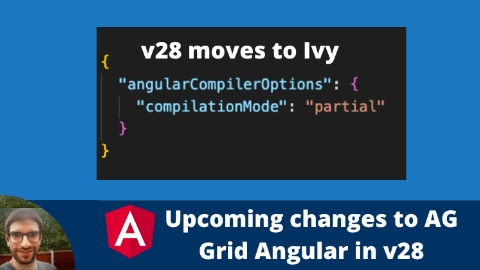 v28 moves to Ivy
{
"angularCompilerOptions": {
"compilationMode": "partial"
}
}
A
Upcoming changes to AG
Grid Angular in v28